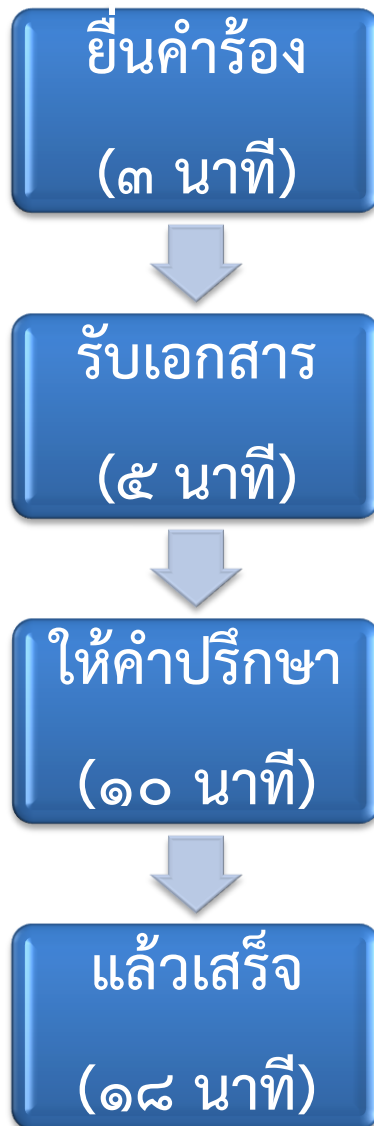 ยื่นคำร้อง
(๓ นาที)
รับเอกสาร
(๕ นาที)
ให้คำปรึกษา
(๑๐ นาที)
แล้วเสร็จ
(๑๘ นาที)